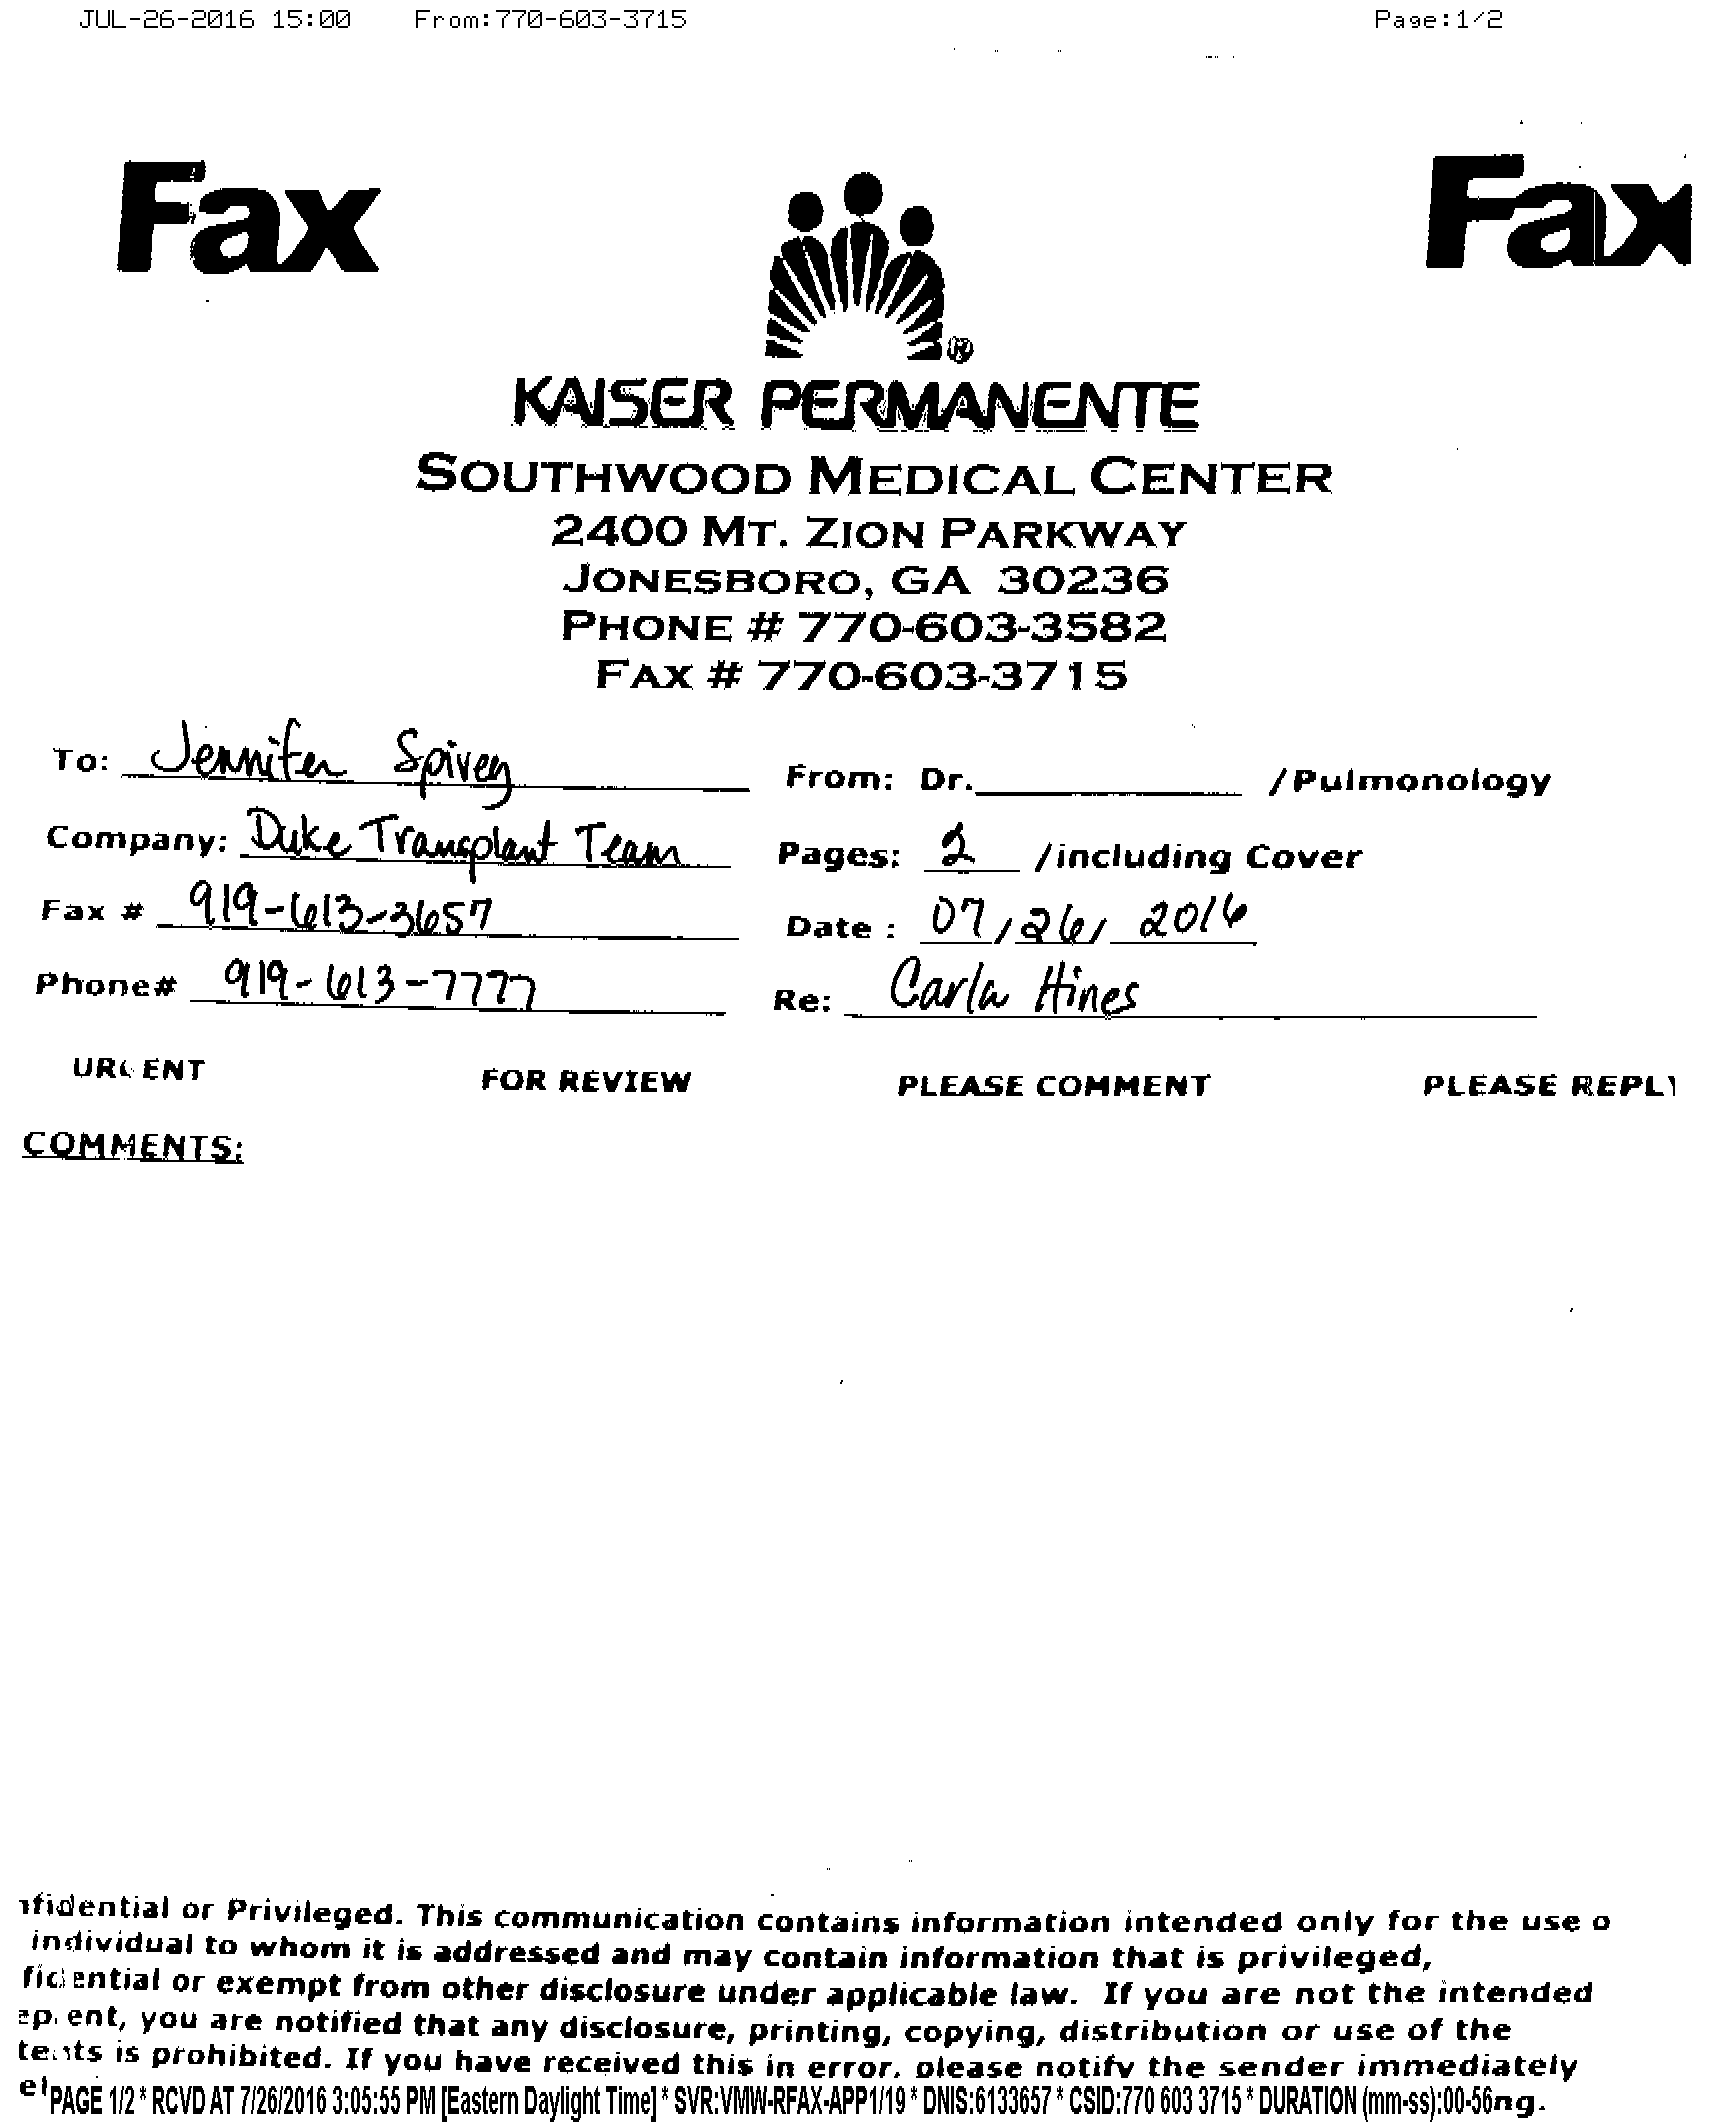 JUL-26-2016 15:00 From:770-603-3715 Page:1/2
Fax Fax
®
KAISER PERMANENTE
SOUTHWOOD MEDICAL CENTER
2400 MT. ZION PARKWAY
JONESBORO, GA 30236
PHONE # 770-603-3582
FAX # 770-603-3715
To: Jennifer Spivey From: Dr. /Pulmonology
Company: Duke Transplant Team Pages: 2 /including Cover
Fax # 919-613-3657 Date : 07/26/2016
Phone# 919-613-7777 Re: Carla Hines
URGENT FOR REVIEW PLEASE COMMENT PLEASE REPLY
COMMENTS:
nfidential or Privileged. This communication contains information intended only for the use o
individual to whom it is addressed and may contain information that is privileged,
fidential or exempt from other disclosure under applicable law. If you are not the intended
epient, you are notified that any disclosure, printing, copying, distribution or use of the
tents is prohibited. If you have received this in error, please notify the sender immediately
PAGE 1/2 * RCVD AT 7/26/2016 3:05:55 PM [Eastern Daylight Time] * SVR:VMW-RFAX-APP1/19 * DNIS:6133657 * CSID:770 603 3715 * DURATION (mm-ss):00-56ng.